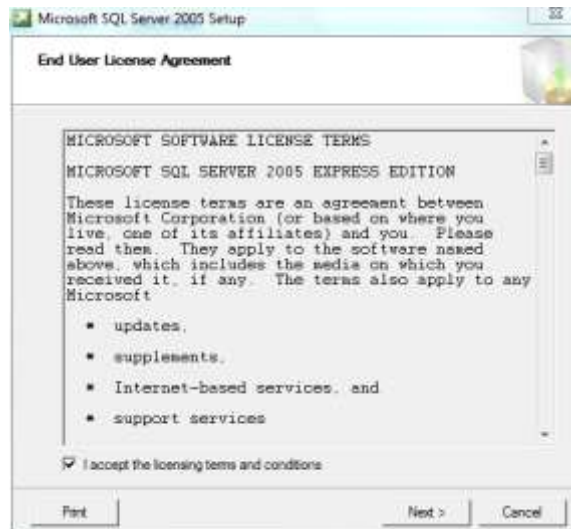 Microsoft SQL Server 2005 Setup
End User License Agreement
MICROSOFT SOFTWARE LICENSE TERMS
MICROSOFT SQL SERVER 2005 EXPRESS EDITION
These license terms are an agreement between
Microsoft Corporation (or based on where you
live, one of its affiliates) and you. Please
read them. They apply to the software named
above, which includes the media on which you
received it, if any. The terms also apply to any
Microsoft
• updates,
• supplements,
• Internet-based services, and
• support services
I accept the licensing terms and conditions
Print
Next >
Cancel